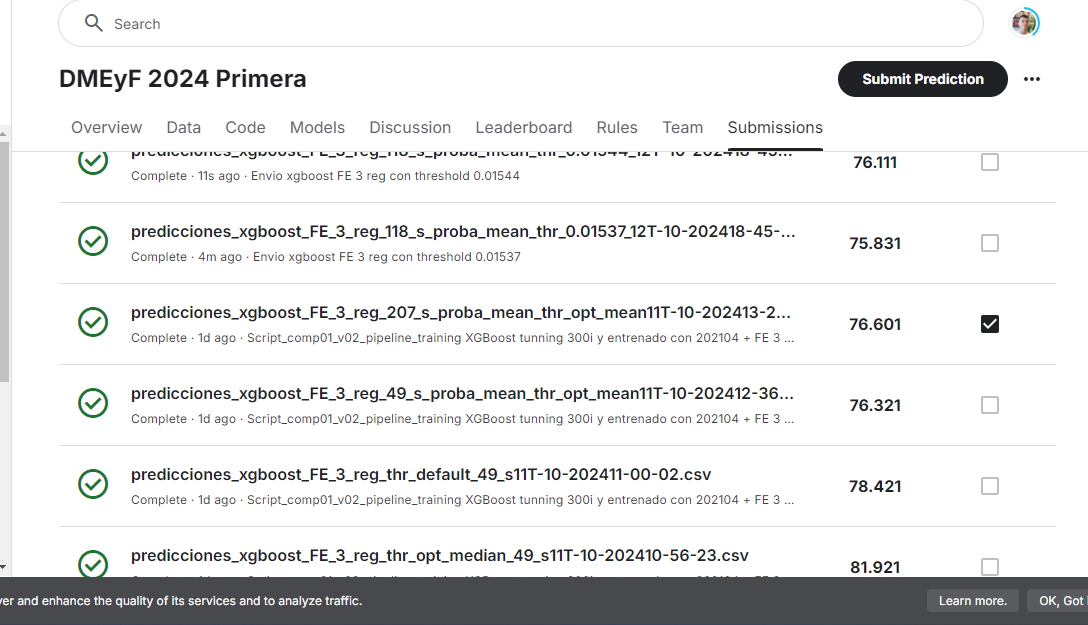 Search
DMEyF 2024 Primera
Submit Prediction
Overview Data Code Models Discussion Leaderboard Rules Team Submissions
predicciones_xgboost_FE_3_reg_118_s_proba_mean_thr_0.01544_12T-10-202418-45...
76.111
Complete · 11s ago · Envio xgboost FE 3 reg con threshold 0.01544
predicciones_xgboost_FE_3_reg_118_s_proba_mean_thr_0.01537_12T-10-202418-45-...
75.831
Complete · 4m ago · Envio xgboost FE 3 reg con threshold 0.01537
predicciones_xgboost_FE_3_reg_207_s_proba_mean_thr_opt_mean11T-10-202413-2...
76.601
Complete · 1d ago · Script_comp01_v02_pipeline_training XGBoost tunning 300i y entrenado con 202104 + FE 3 ...
predicciones_xgboost_FE_3_reg_49_s_proba_mean_thr_opt_mean11T-10-202412-36...
76.321
Complete · 1d ago · Script_comp01_v02_pipeline_training XGBoost tunning 300i y entrenado con 202104 + FE 3 ...
predicciones_xgboost_FE_3_reg_thr_default_49_s11T-10-202411-00-02.csv
78.421
Complete · 1d ago · Script_comp01_v02_pipeline_training XGBoost tunning 300i y entrenado con 202104 + FE 3 ...
predicciones_xgboost_FE_3_reg_thr_opt_median_49_s11T-10-202410-56-23.csv
81.921
ver and enhance the quality of its services and to analyze traffic.
Learn more.
OK, Got i